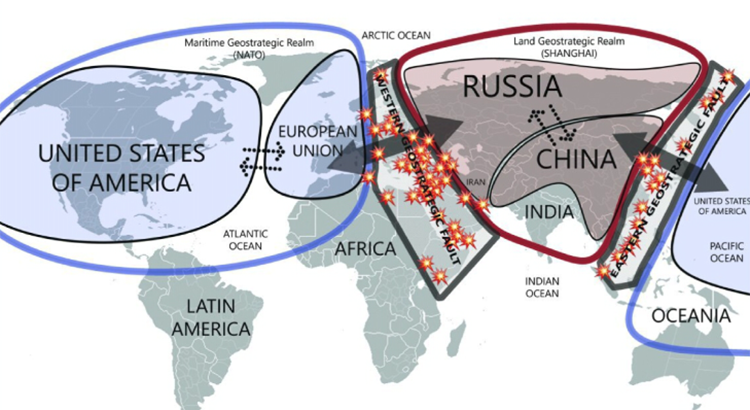 ARCTIC OCEAN
Maritime Geostrategic Realm
(NATO)
Land Geostrategic Realm
(SHANGHAI)
RUSSIA
WESTERN GEOSTRATEGIC FAULT
EASTERN GEOSTRATEGIC FAULT
EUROPEAN
UNION
UNITED STATES
OF AMERICA
CHINA
IRAN
INDIA
UNITED STATES
OF AMERICA
ATLANTIC
OCEAN
AFRICA
PACIFIC
OCEAN
INDIAN
OCEAN
LATIN
AMERICA
OCEANIA